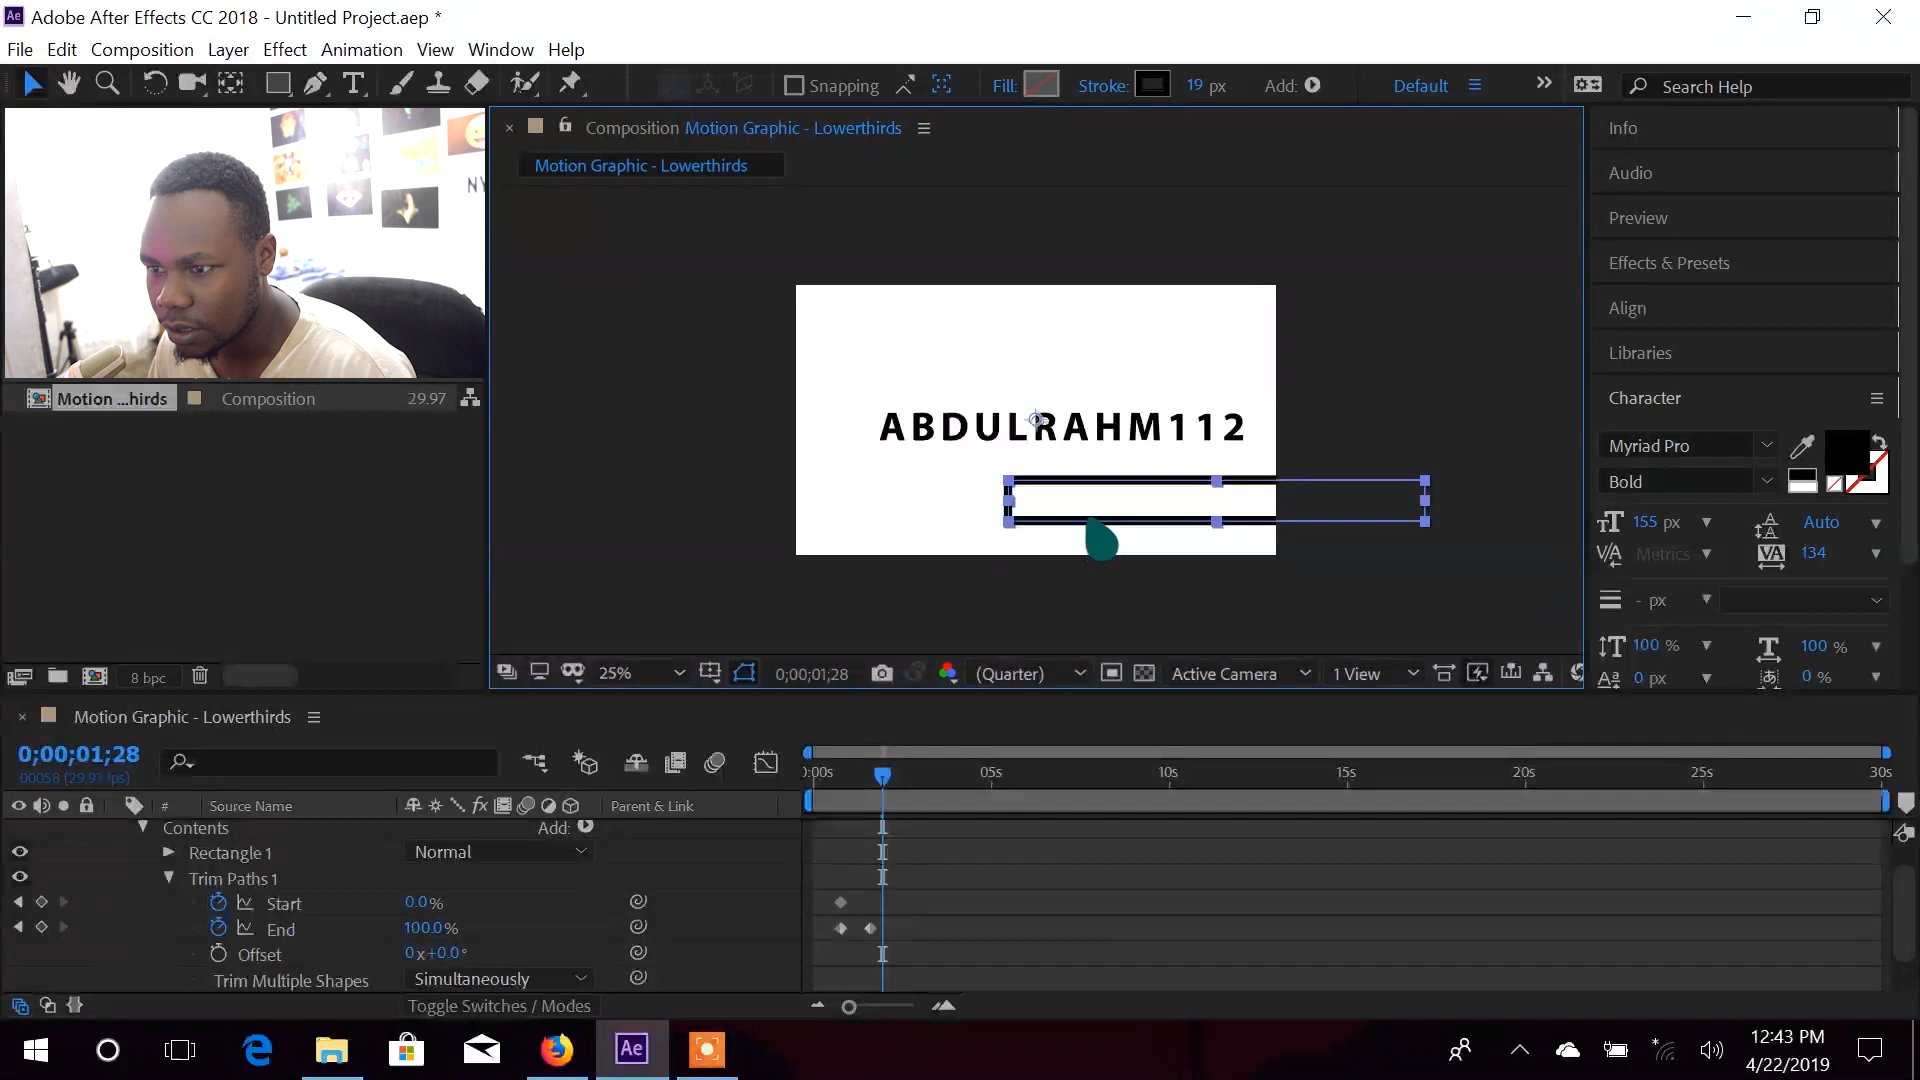 Ae Adobe After Effects CC 2018 - Untitled Project.aep *
File Edit Composition Layer Effect Animation View Window Help
T Snapping Fill: Stroke: 19 px Add: Default Search Help
NY
Composition Motion Graphic - Lowerthirds
Motion Graphic - Lowerthirds
Info
Audio
Preview
Effects & Presets
Align
Libraries
Motion ...hirds Composition 29.97
ABDULRAHM112
Character
Myriad Pro
Bold
155 px Auto
Metrics 134
- px
100 % 100 %
0 px 0 %
8 bpc
25% 0;00;01;28 (Quarter) Active Camera 1 View
Motion Graphic - Lowerthirds
0;00;01;28
00058 (29.97 fps)
):00s 05s 10s 15s 20s 25s 30s
# Source Name fx Parent & Link
Contents Add:
Rectangle 1 Normal
Trim Paths 1
Start 0.0%
End 100.0%
Offset 0x+0.0°
Trim Multiple Shapes Simultaneously
Toggle Switches / Modes
Ae
12:43 PM
4/22/2019